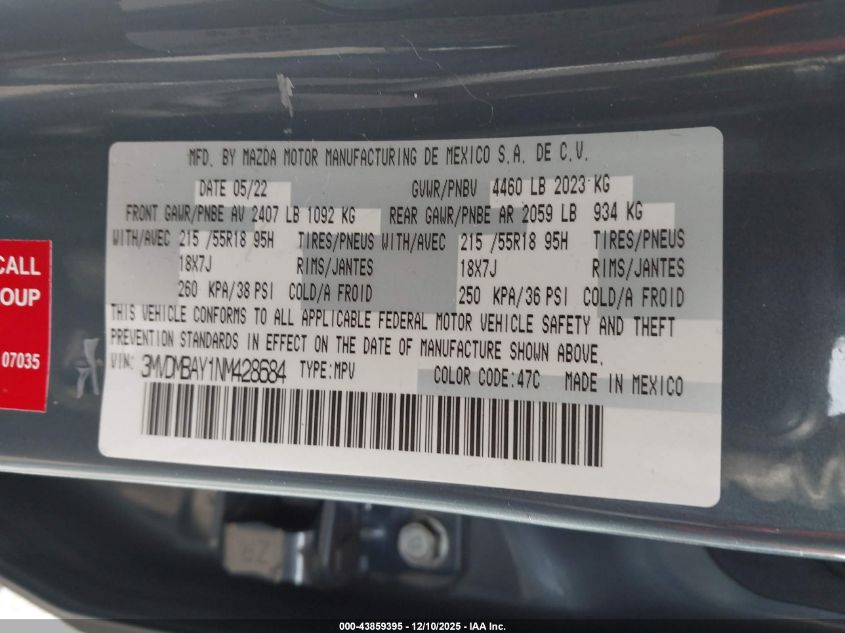 MFD. BY MAZDA MOTOR MANUFACTURING DE MEXICO S.A. DE C.V.
DATE 05/22 GVWR/PNBV 4460 LB 2023 KG
FRONT GAWR/PNBE AV 2407 LB 1092 KG REAR GAWR/PNBE AR 2059 LB 934 KG
WITH/AVEC 215 /55R18 95H TIRES/PNEUS WITH/AVEC 215 /55R18 95H TIRES/PNEUS
18X7J RIMS/JANTES 18X7J RIMS/JANTES
260 KPA/38 PSI COLD/A FROID 250 KPA/36 PSI COLD/A FROID
THIS VEHICLE CONFORMS TO ALL APPLICABLE FEDERAL MOTOR VEHICLE SAFETY AND THEFT
PREVENTION STANDARDS IN EFFECT ON THE DATE OF MANUFACTURE SHOWN ABOVE.
VIN: 3MVDMBAY1NM428684 TYPE:MPV COLOR CODE:47C MADE IN MEXICO
CALL
OUP
07035
000-43859395 - 12/10/2025 - IAA Inc.